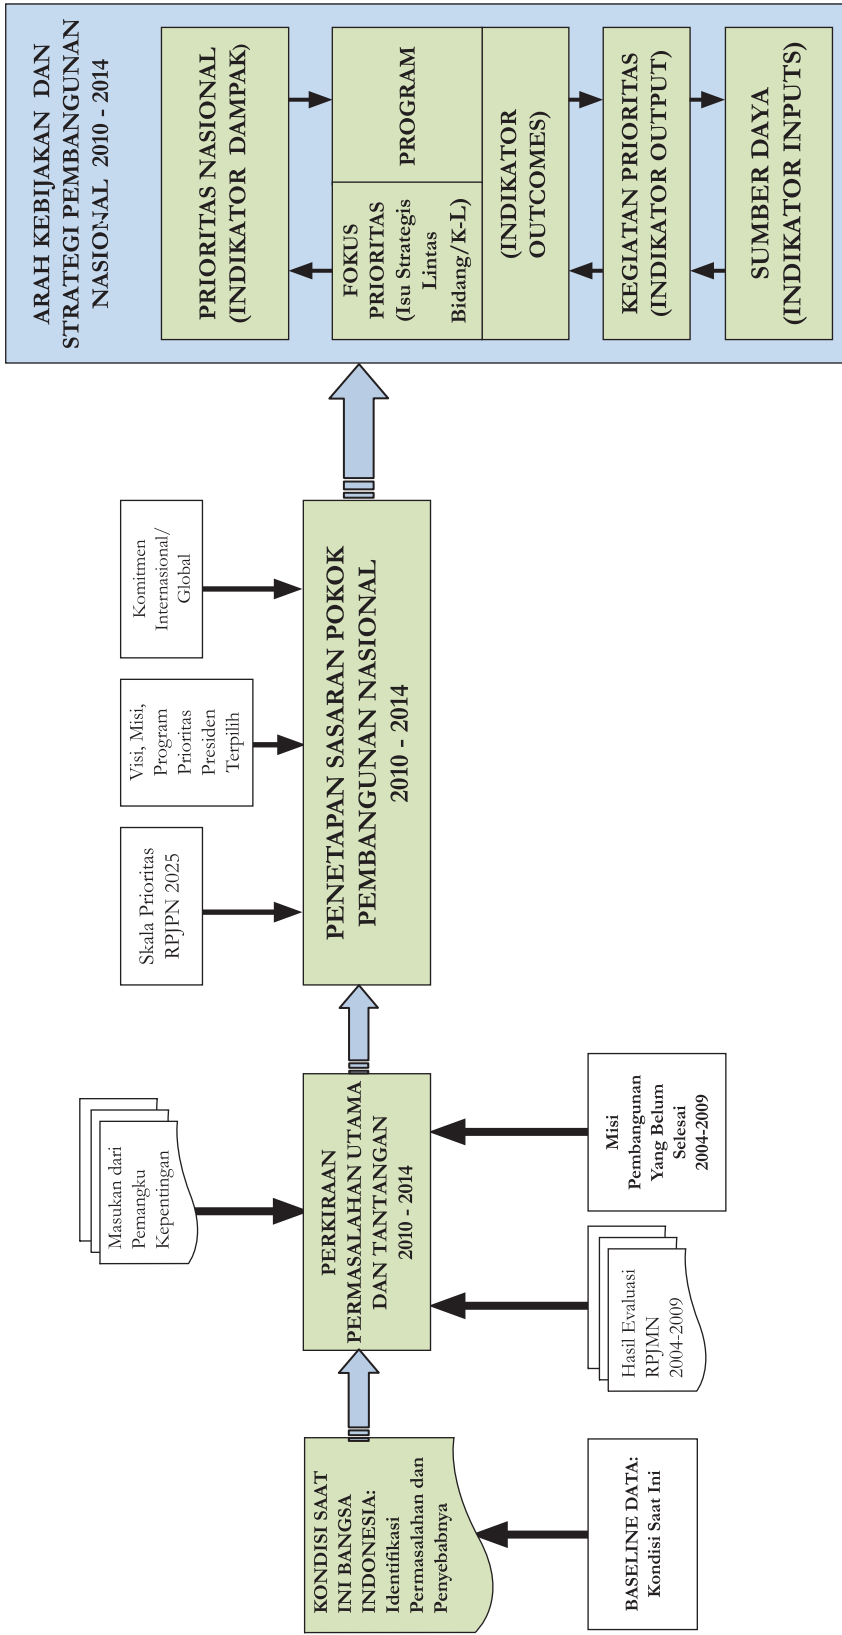 KONDISI SAAT
INI BANGSA
INDONESIA:
Identifikasi
Permasalahan dan
Penyebabnya
BASELINE DATA:
Kondisi Saat Ini
Masukan dari
Pemangku
Kepentingan
PERKIRAAN
PERMASALAHAN UTAMA
DAN TANTANGAN
2010 - 2014
Hasil Evaluasi
RPJMN
2004-2009
Misi
Pembangunan
Yang Belum
Selesai
2004-2009
Skala Prioritas
RPJPN 2025
Visi, Misi,
Program
Prioritas
Presiden
Terpilih
Komitmen
Internasional/
Global
PENETAPAN SASARAN POKOK
PEMBANGUNAN NASIONAL
2010 - 2014
ARAH KEBIJAKAN DAN
STRATEGI PEMBANGUNAN
NASIONAL 2010 - 2014
PRIORITAS NASIONAL
(INDIKATOR DAMPAK)
FOKUS
PRIORITAS
(Isu Strategis
Lintas
Bidang/K-L)
PROGRAM
(INDIKATOR
OUTCOMES)
KEGIATAN PRIORITAS
(INDIKATOR OUTPUT)
SUMBER DAYA
(INDIKATOR INPUTS)